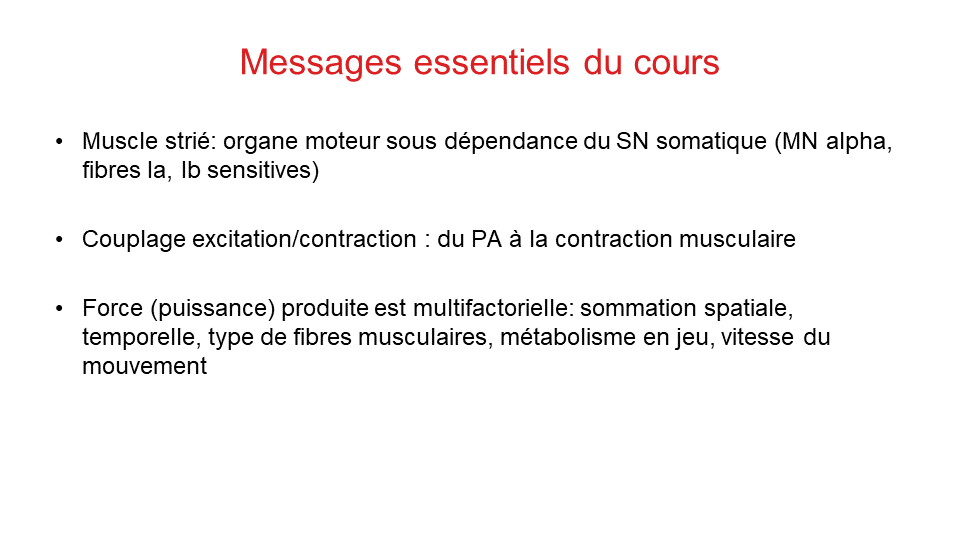 Messages essentiels du cours
• Muscle strié: organe moteur sous dépendance du SN somatique (MN alpha,
fibres Ia, Ib sensitives)
• Couplage excitation/contraction : du PA à la contraction musculaire
• Force (puissance) produite est multifactorielle: sommation spatiale,
temporelle, type de fibres musculaires, métabolisme en jeu, vitesse du
mouvement